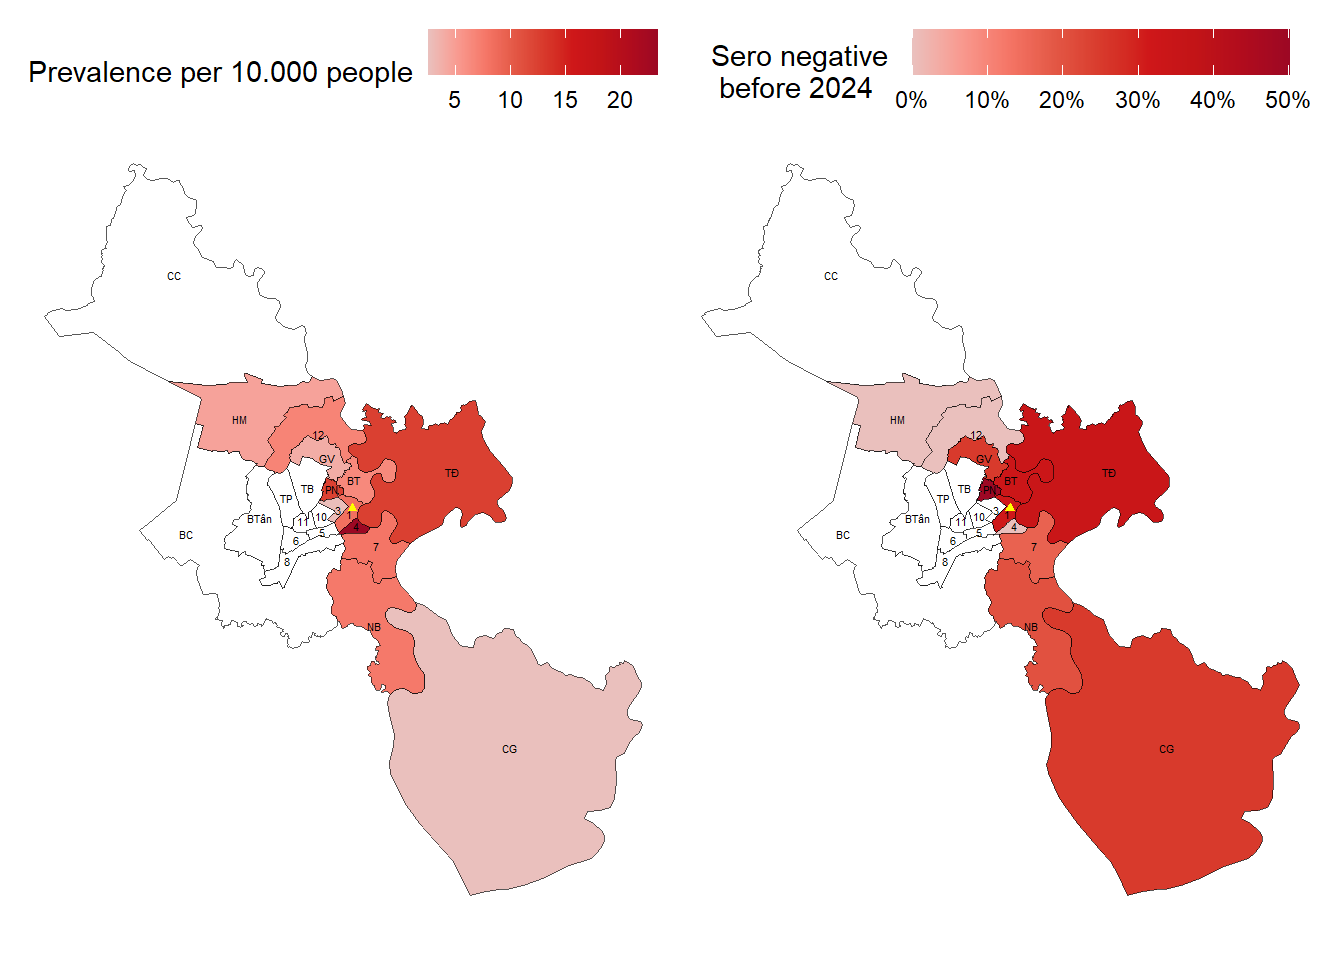 Prevalence per 10.000 people
5 10 15 20
Sero negative
before 2024
0% 10% 20% 30% 40% 50%
CC
HM
12
GV
TĐ
BT
TB
PN
TP
3
1
BTân
11
10
4
BC
5
6
7
8
NB
CG
CC
HM
12
GV
TĐ
BT
TB
PN
TP
3
1
BTân
11
10
4
BC
5
6
7
8
NB
CG